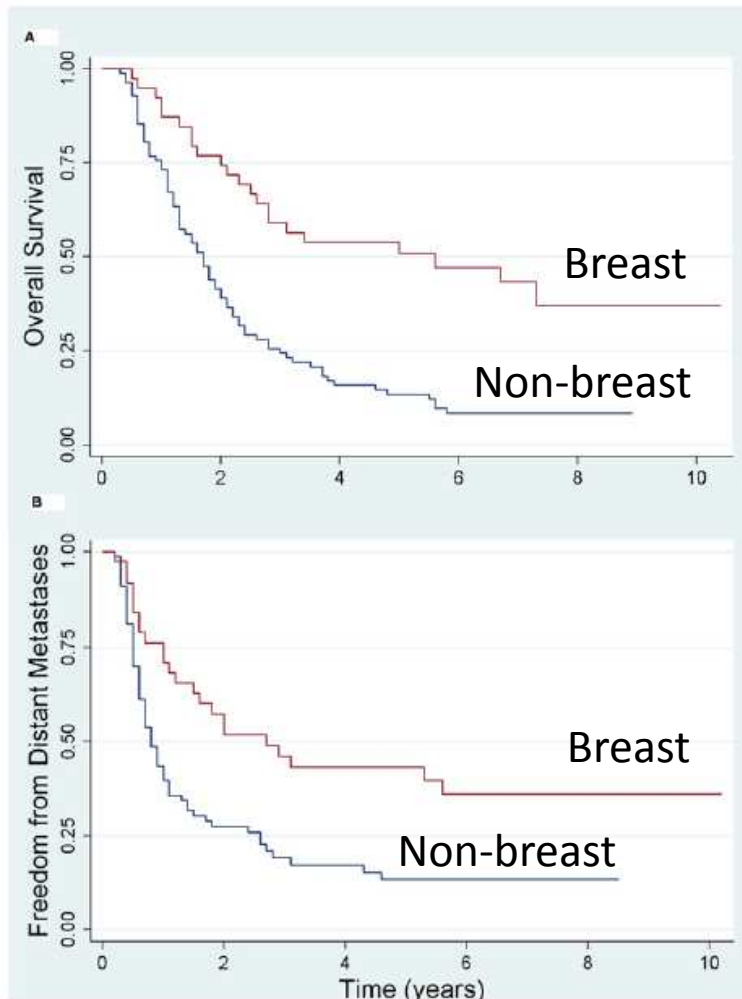 A
Overall Survival
1.00
0.75
0.50
0.25
0.00
Breast
Non-breast
0 2 4 6 8 10
B
Freedom from Distant Metastases
1.00
0.75
0.50
0.25
0.00
Breast
Non-breast
0 2 4 6 8 10
Time (years)